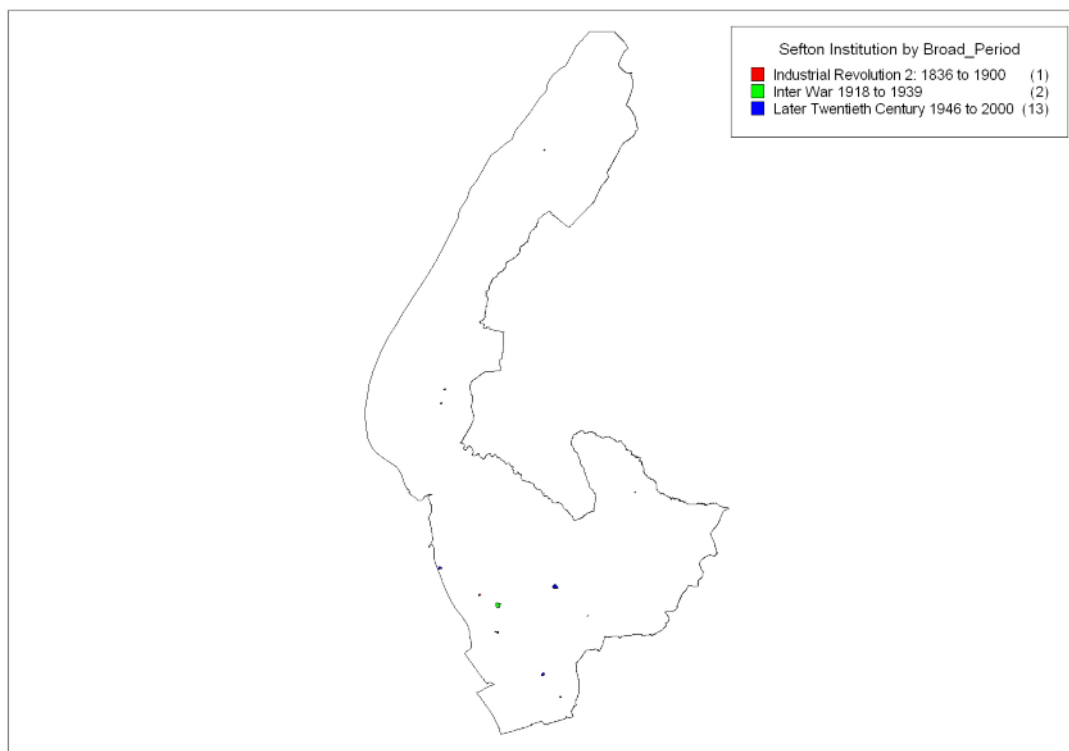 Sefton Institution by Broad_Period
Industrial Revolution 2: 1836 to 1900 (1)
Inter War 1918 to 1939 (2)
Later Twentieth Century 1946 to 2000 (13)